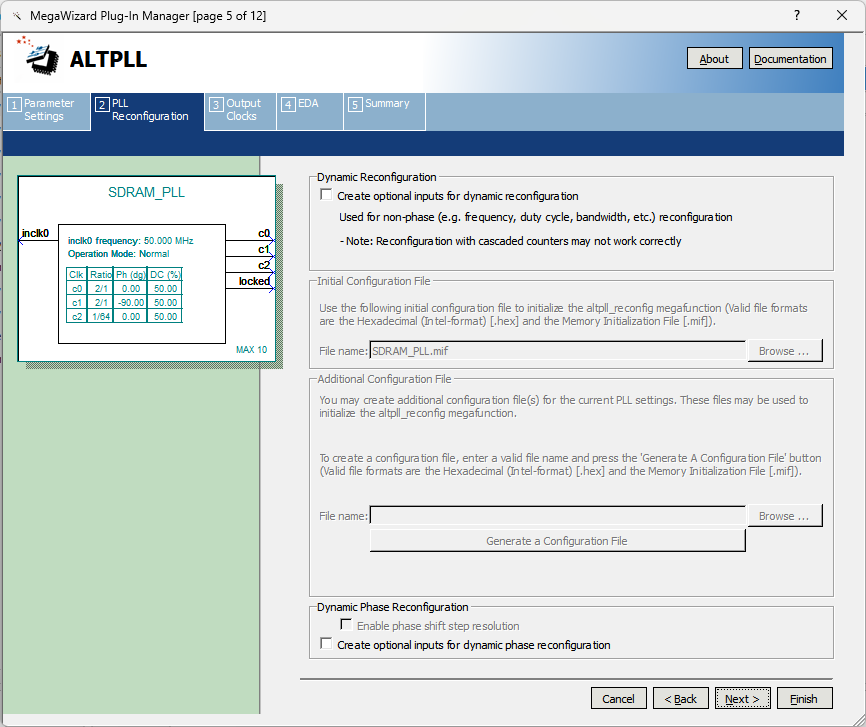 MegaWizard Plug-In Manager [page 5 of 12]
?
ALTPLL
About
Documentation
1 Parameter Settings
2 PLL Reconfiguration
3 Output Clocks
4 EDA
5 Summary
SDRAM_PLL
inclk0
inclk0 frequency: 50.000 MHz
Operation Mode: Normal
Clk Ratio Ph (dg) DC (%)
c0 2/1 0.00 50.00
c1 2/1 -90.00 50.00
c2 1/64 0.00 50.00
c0
c1
c2
locked
MAX 10
Dynamic Reconfiguration
Create optional inputs for dynamic reconfiguration
Used for non-phase (e.g. frequency, duty cycle, bandwidth, etc.) reconfiguration
- Note: Reconfiguration with cascaded counters may not work correctly
Initial Configuration File
Use the following initial configuration file to initialize the altpll_reconfig megafunction (Valid file formats
are the Hexadecimal (Intel-format) [.hex] and the Memory Initialization File [.mif]).
File name: SDRAM_PLL.mif Browse ...
Additional Configuration File
You may create additional configuration file(s) for the current PLL settings. These files may be used to
initialize the altpll_reconfig megafunction.
To create a configuration file, enter a valid file name and press the 'Generate A Configuration File' button
(Valid file formats are the Hexadecimal (Intel-format) [.hex] and the Memory Initialization File [.mif]).
File name: Browse ...
Generate a Configuration File
Dynamic Phase Reconfiguration
Enable phase shift step resolution
Create optional inputs for dynamic phase reconfiguration
Cancel
< Back
Next >
Finish